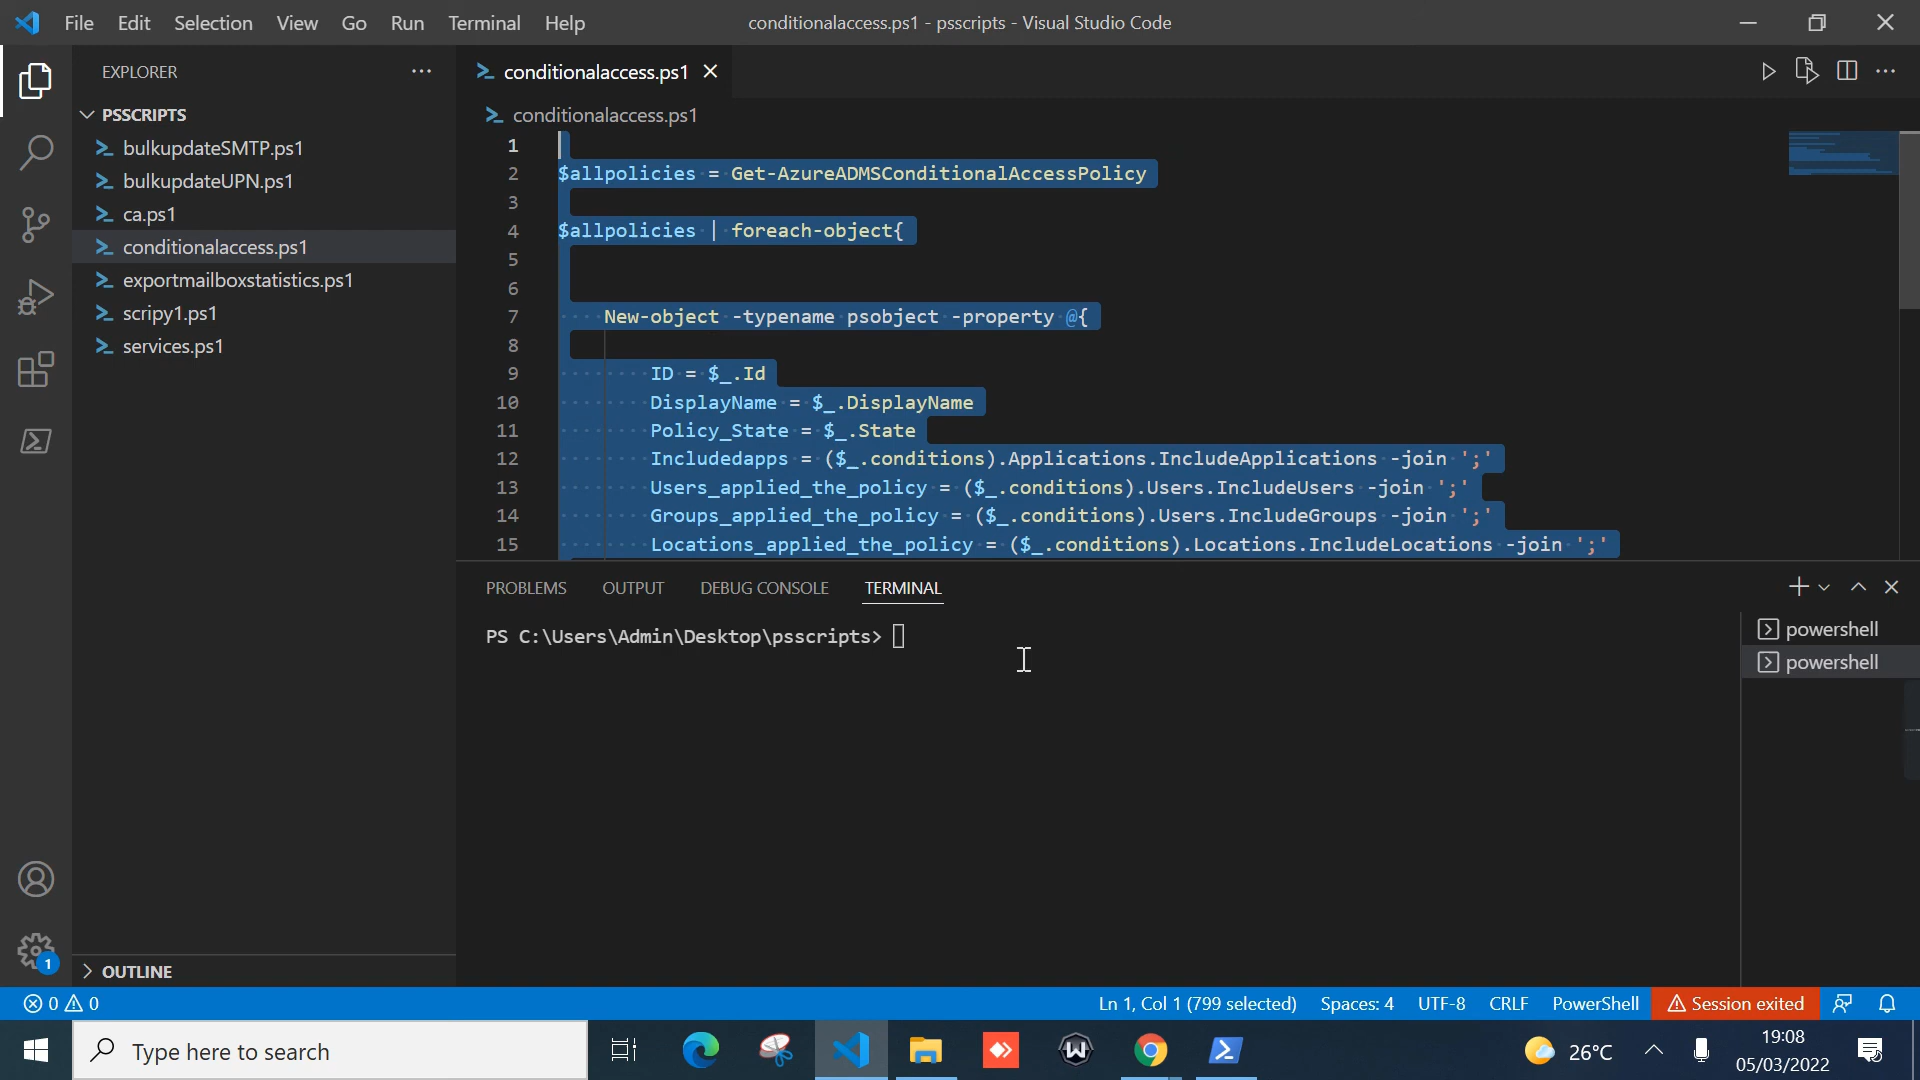 File Edit Selection View Go Run Terminal Help
conditionalaccess.ps1 - psscripts - Visual Studio Code
EXPLORER
PSSCRIPTS
bulkupdateSMTP.ps1
bulkupdateUPN.ps1
ca.ps1
conditionalaccess.ps1
exportmailboxstatistics.ps1
scripy1.ps1
services.ps1
OUTLINE
conditionalaccess.ps1
conditionalaccess.ps1
1
2 $allpolicies = Get-AzureADMSConditionalAccessPolicy
3
4 $allpolicies | foreach-object{
5
6
7 New-object -typename psobject -property @{
8
9 ID = $_.Id
10 DisplayName = $_.DisplayName
11 Policy_State = $_.State
12 Includedapps = ($_.conditions).Applications.IncludeApplications -join ';'
13 Users_applied_the_policy = ($_.conditions).Users.IncludeUsers -join ';'
14 Groups_applied_the_policy = ($_.conditions).Users.IncludeGroups -join ';'
15 Locations_applied_the_policy = ($_.conditions).Locations.IncludeLocations -join ';'
PROBLEMS OUTPUT DEBUG CONSOLE TERMINAL
PS C:\Users\Admin\Desktop\psscripts>
powershell
powershell
1
0 0
Ln 1, Col 1 (799 selected) Spaces: 4 UTF-8 CRLF PowerShell Session exited
Type here to search
26°C
19:08
05/03/2022